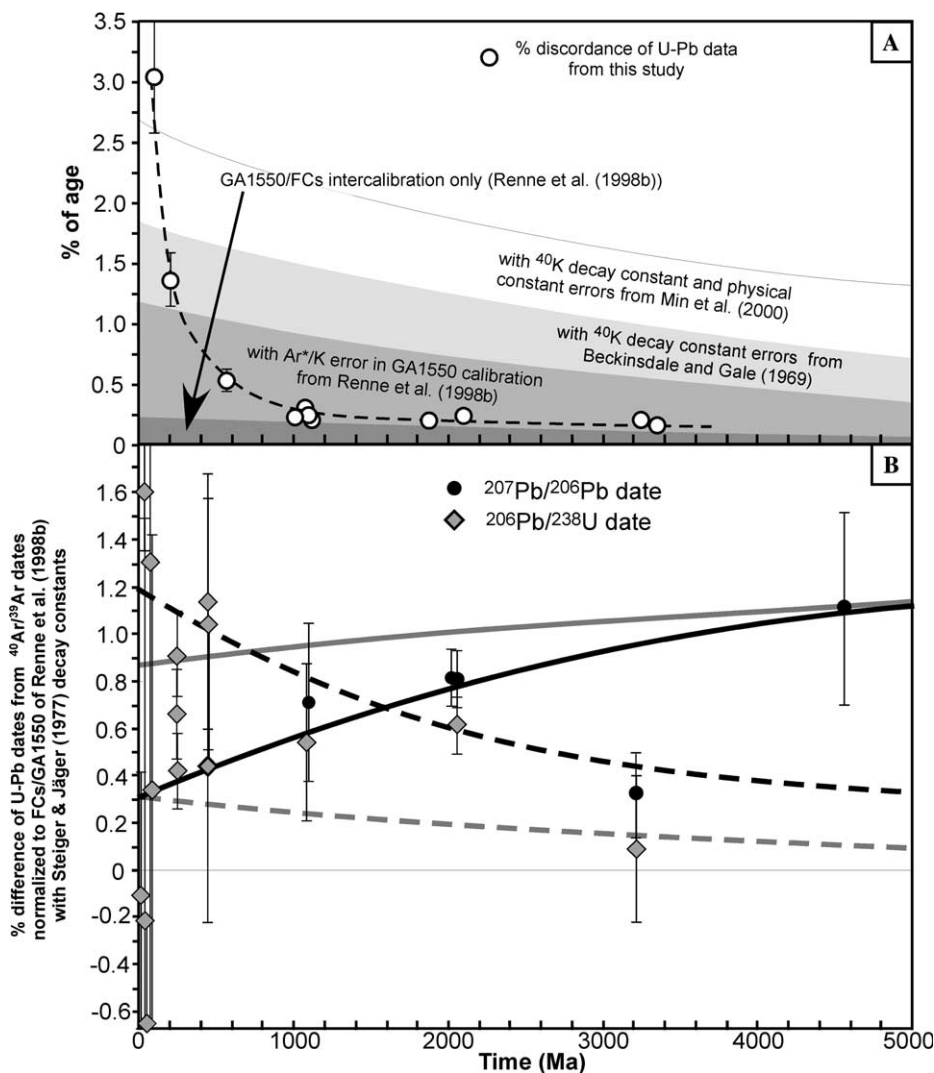 3.5
3.0
2.5
2.0
1.5
1.0
0.5
0
% of age
A
% discordance of U-Pb data
from this study
GA1550/FCs intercalibration only (Renne et al. (1998b))
with ⁴⁰K decay constant and physical
constant errors from Min et al. (2000)
with ⁴⁰K decay constant errors from
Beckinsdale and Gale (1969)
with Ar*/K error in GA1550 calibration
from Renne et al. (1998b)
B
²⁰⁷Pb/²⁰⁶Pb date
²⁰⁶Pb/²³⁸U date
1.6
1.4
1.2
1.0
0.8
0.6
0.4
0.2
0
-0.2
-0.4
-0.6
% difference of U-Pb dates from ⁴⁰Ar/³⁹Ar dates
normalized to FCs/GA1550 of Renne et al. (1998b)
with Steiger & Jäger (1977) decay constants
0
1000
2000
3000
4000
5000
Time (Ma)